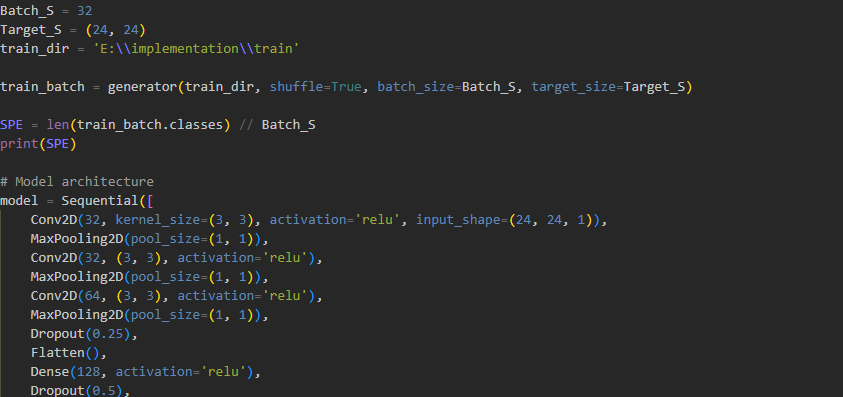 Batch_S = 32
Target_S = (24, 24)
train_dir = 'E:\\implementation\\train'
train_batch = generator(train_dir, shuffle=True, batch_size=Batch_S, target_size=Target_S)
SPE = len(train_batch.classes) // Batch_S
print(SPE)
# Model architecture
model = Sequential([
    Conv2D(32, kernel_size=(3, 3), activation='relu', input_shape=(24, 24, 1)),
    MaxPooling2D(pool_size=(1, 1)),
    Conv2D(32, (3, 3), activation='relu'),
    MaxPooling2D(pool_size=(1, 1)),
    Conv2D(64, (3, 3), activation='relu'),
    MaxPooling2D(pool_size=(1, 1)),
    Dropout(0.25),
    Flatten(),
    Dense(128, activation='relu'),
    Dropout(0.5),